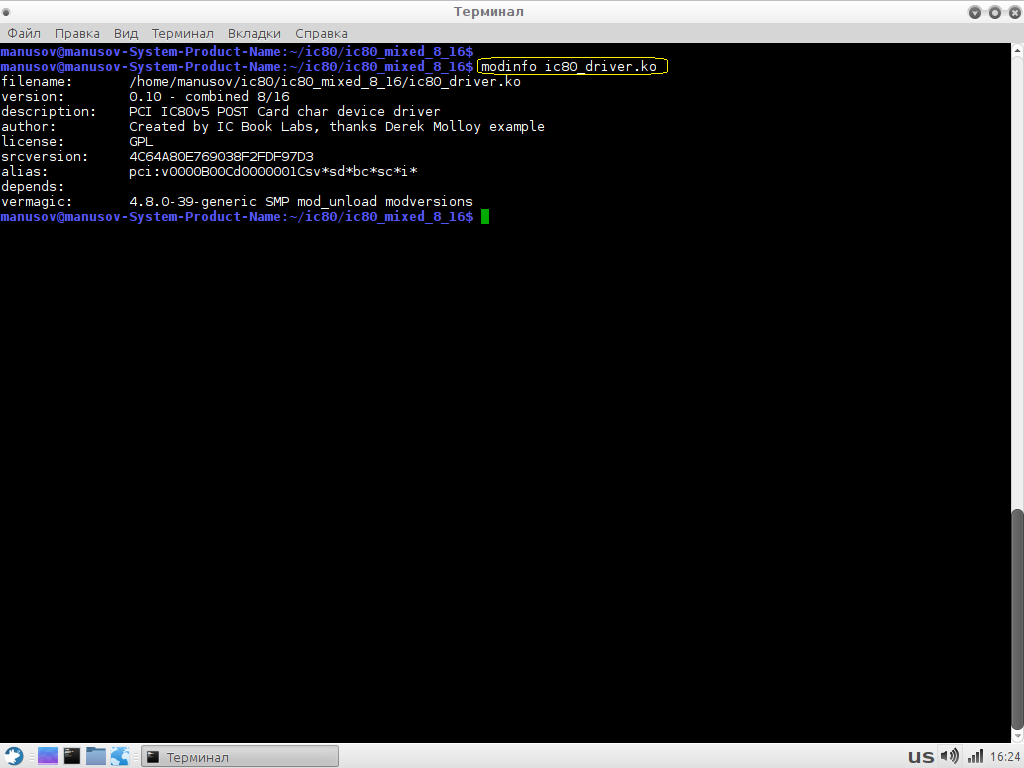 Терминал
Файл Правка Вид Терминал Вкладки Справка
manusov@manusov-System-Product-Name:~/ic80/ic80_mixed_8_16$
manusov@manusov-System-Product-Name:~/ic80/ic80_mixed_8_16$ modinfo ic80_driver.ko
filename: /home/manusov/ic80/ic80_mixed_8_16/ic80_driver.ko
version: 0.10 - combined 8/16
description: PCI IC80v5 POST Card char device driver
author: Created by IC Book Labs, thanks Derek Molloy example
license: GPL
srcversion: 4C64A80E769038F2FDF97D3
alias: pci:v0000B00Cd0000001Csv*sd*bc*sc*i*
depends:
vermagic: 4.8.0-39-generic SMP mod_unload modversions
manusov@manusov-System-Product-Name:~/ic80/ic80_mixed_8_16$
Терминал us 16:24